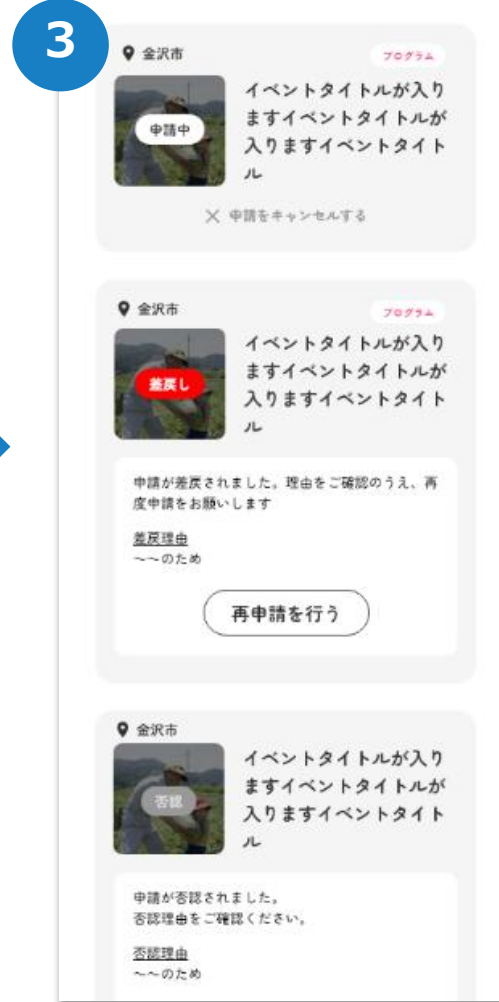 3
金沢市
プログラム
申請中
イベントタイトルが入り
ますイベントタイトルが
入りますイベントタイト
ル
× 申請をキャンセルする
金沢市
プログラム
差戻し
イベントタイトルが入り
ますイベントタイトルが
入りますイベントタイト
ル
申請が差戻されました。理由をご確認のうえ、再
度申請をお願いします
差戻理由
〜〜のため
再申請を行う
金沢市
否認
イベントタイトルが入り
ますイベントタイトルが
入りますイベントタイト
ル
申請が否認されました。
否認理由をご確認ください。
否認理由
〜〜のため